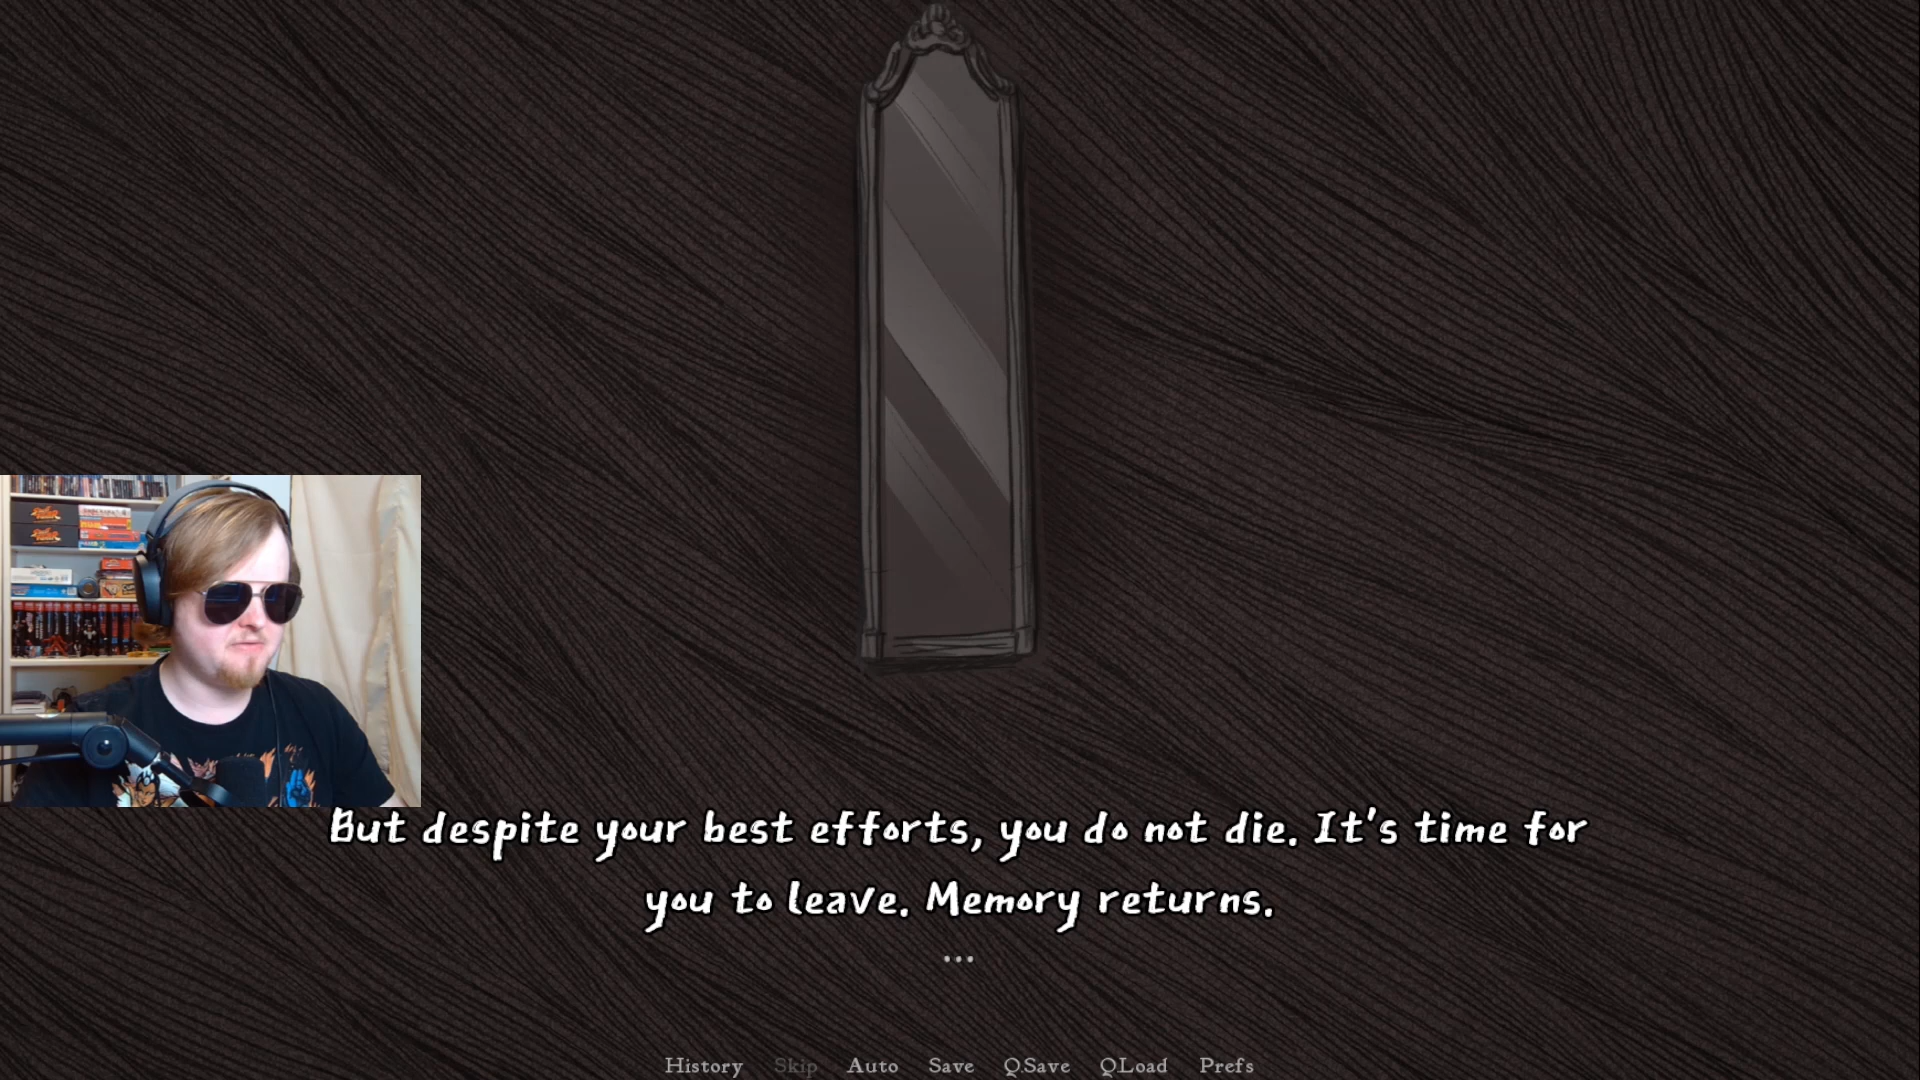 But despite your best efforts, you do not die. It's time for
you to leave. Memory returns.
...
History Skip Auto Save Q.Save Q.Load Prefs